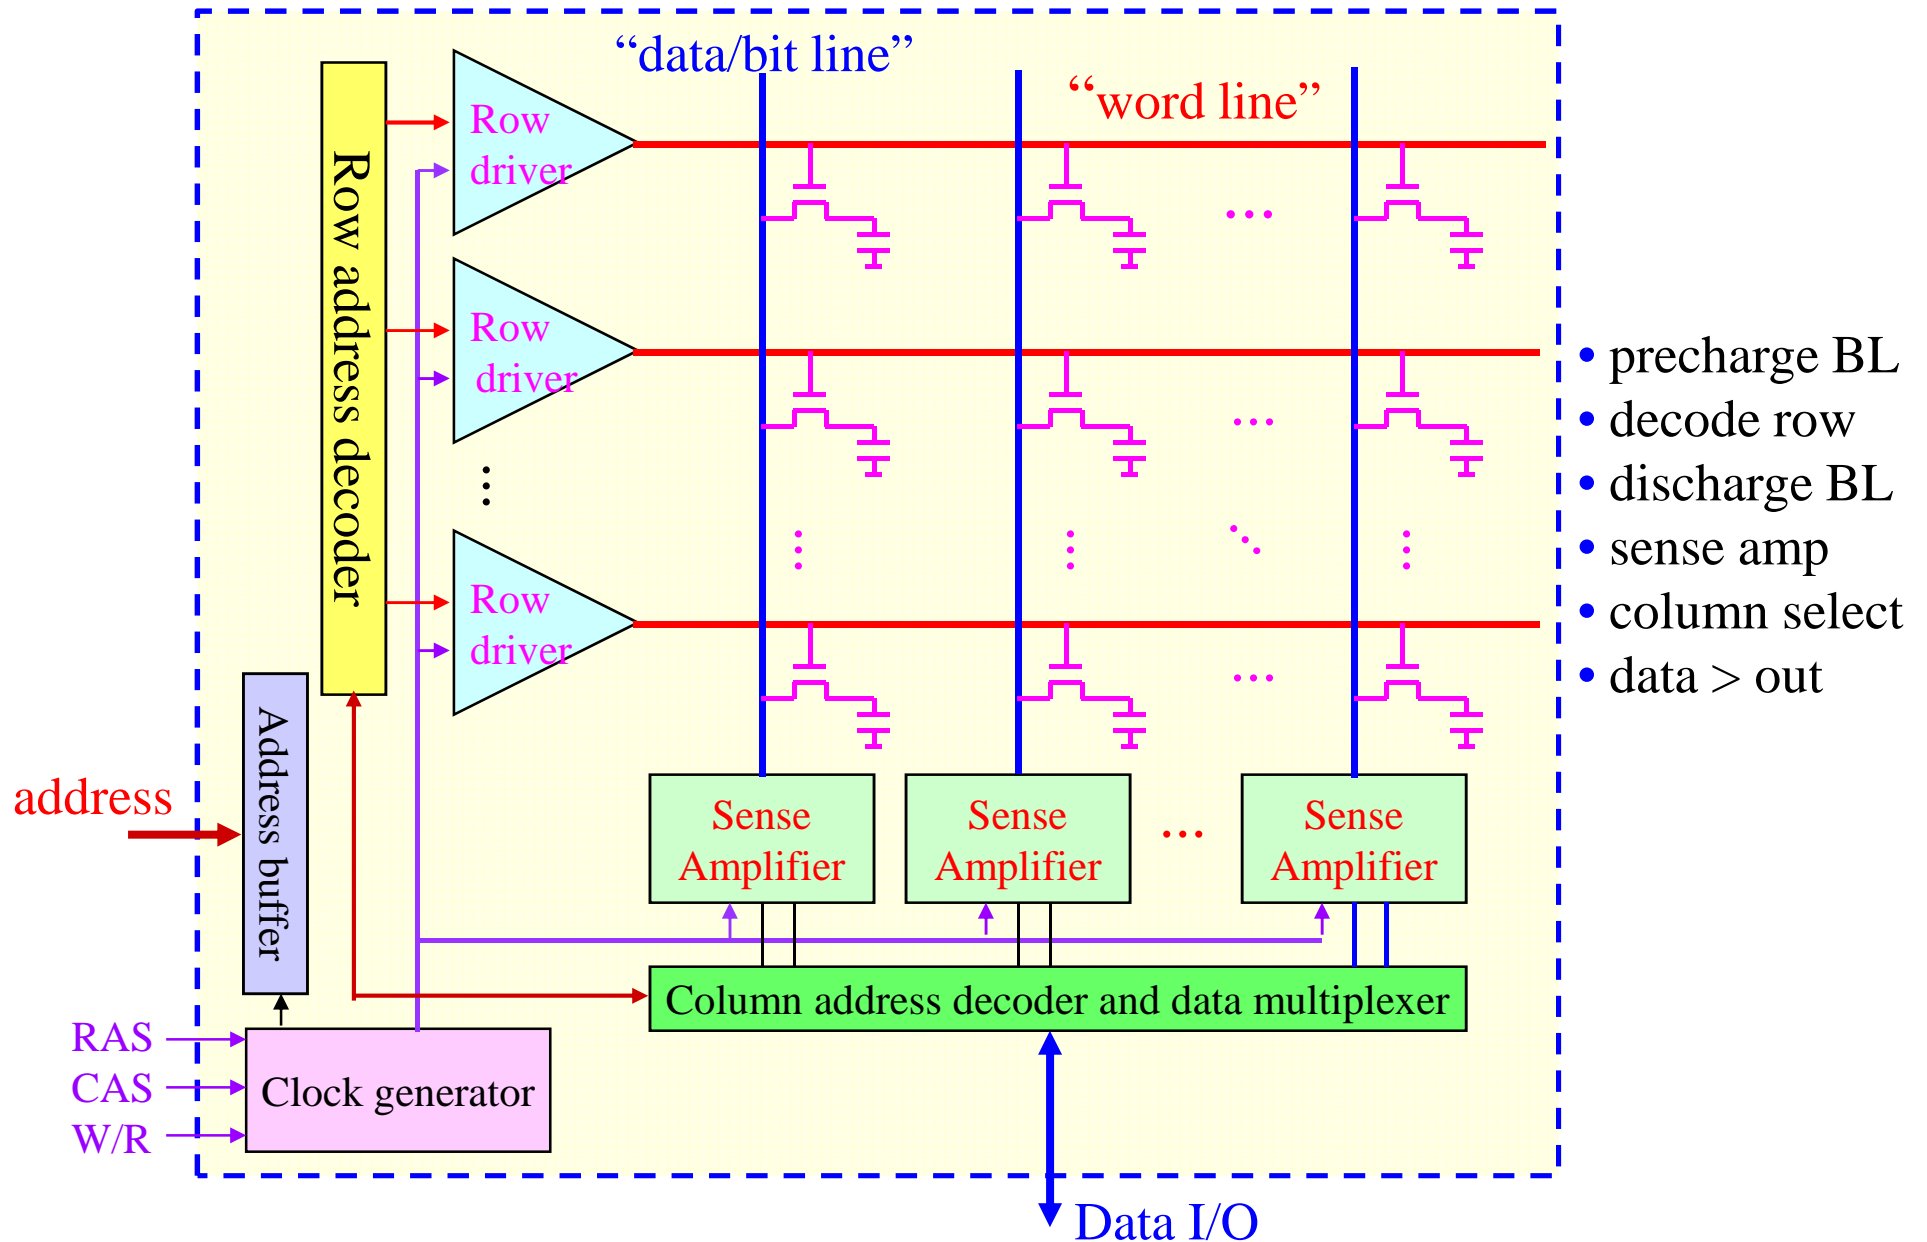 “data/bit line”
“word line”
Row
driver
Row
driver
Row
driver
Row address decoder
Address buffer
address
Sense
Amplifier
Sense
Amplifier
Sense
Amplifier
Column address decoder and data multiplexer
RAS
CAS
W/R
Clock generator
Data I/O
• precharge BL
• decode row
• discharge BL
• sense amp
• column select
• data > out